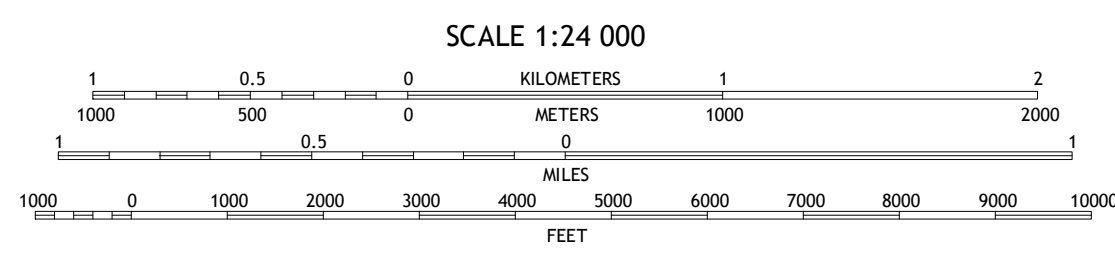 SCALE 1:24 000
1 0.5 0 KILOMETERS 1 2
1000 500 0 METERS 1000 2000
1 0.5 0 1
MILES
1000 0 1000 2000 3000 4000 5000 6000 7000 8000 9000 10000
FEET